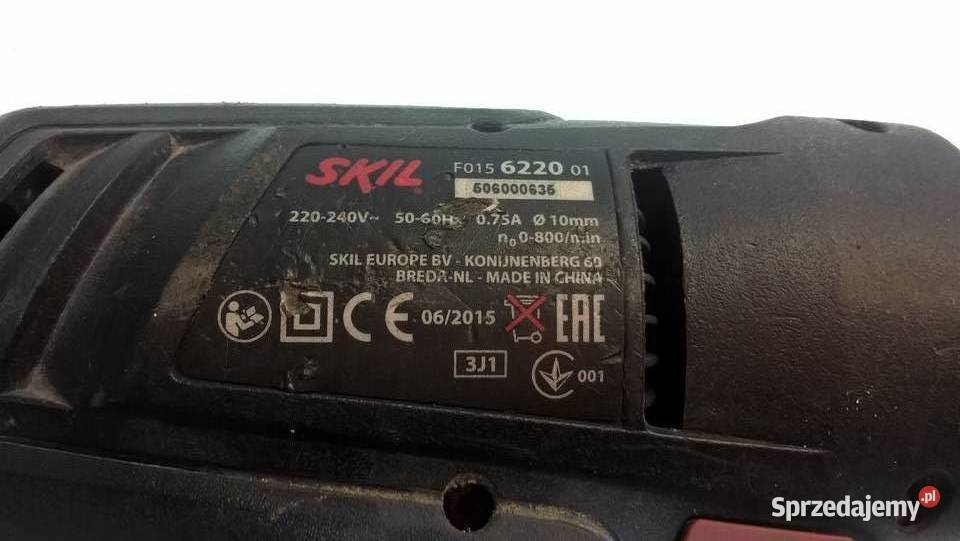 SKIL
F015 6220 01
506000635
220-240V~ 50-60Hz 0.75A Ø 10mm
n0 0-800/min
SKIL EUROPE BV - KONIJNENBERG 60
BREDA-NL - MADE IN CHINA
CE 06/2015 EAC
3J1
001
Sprzedajemy.pl